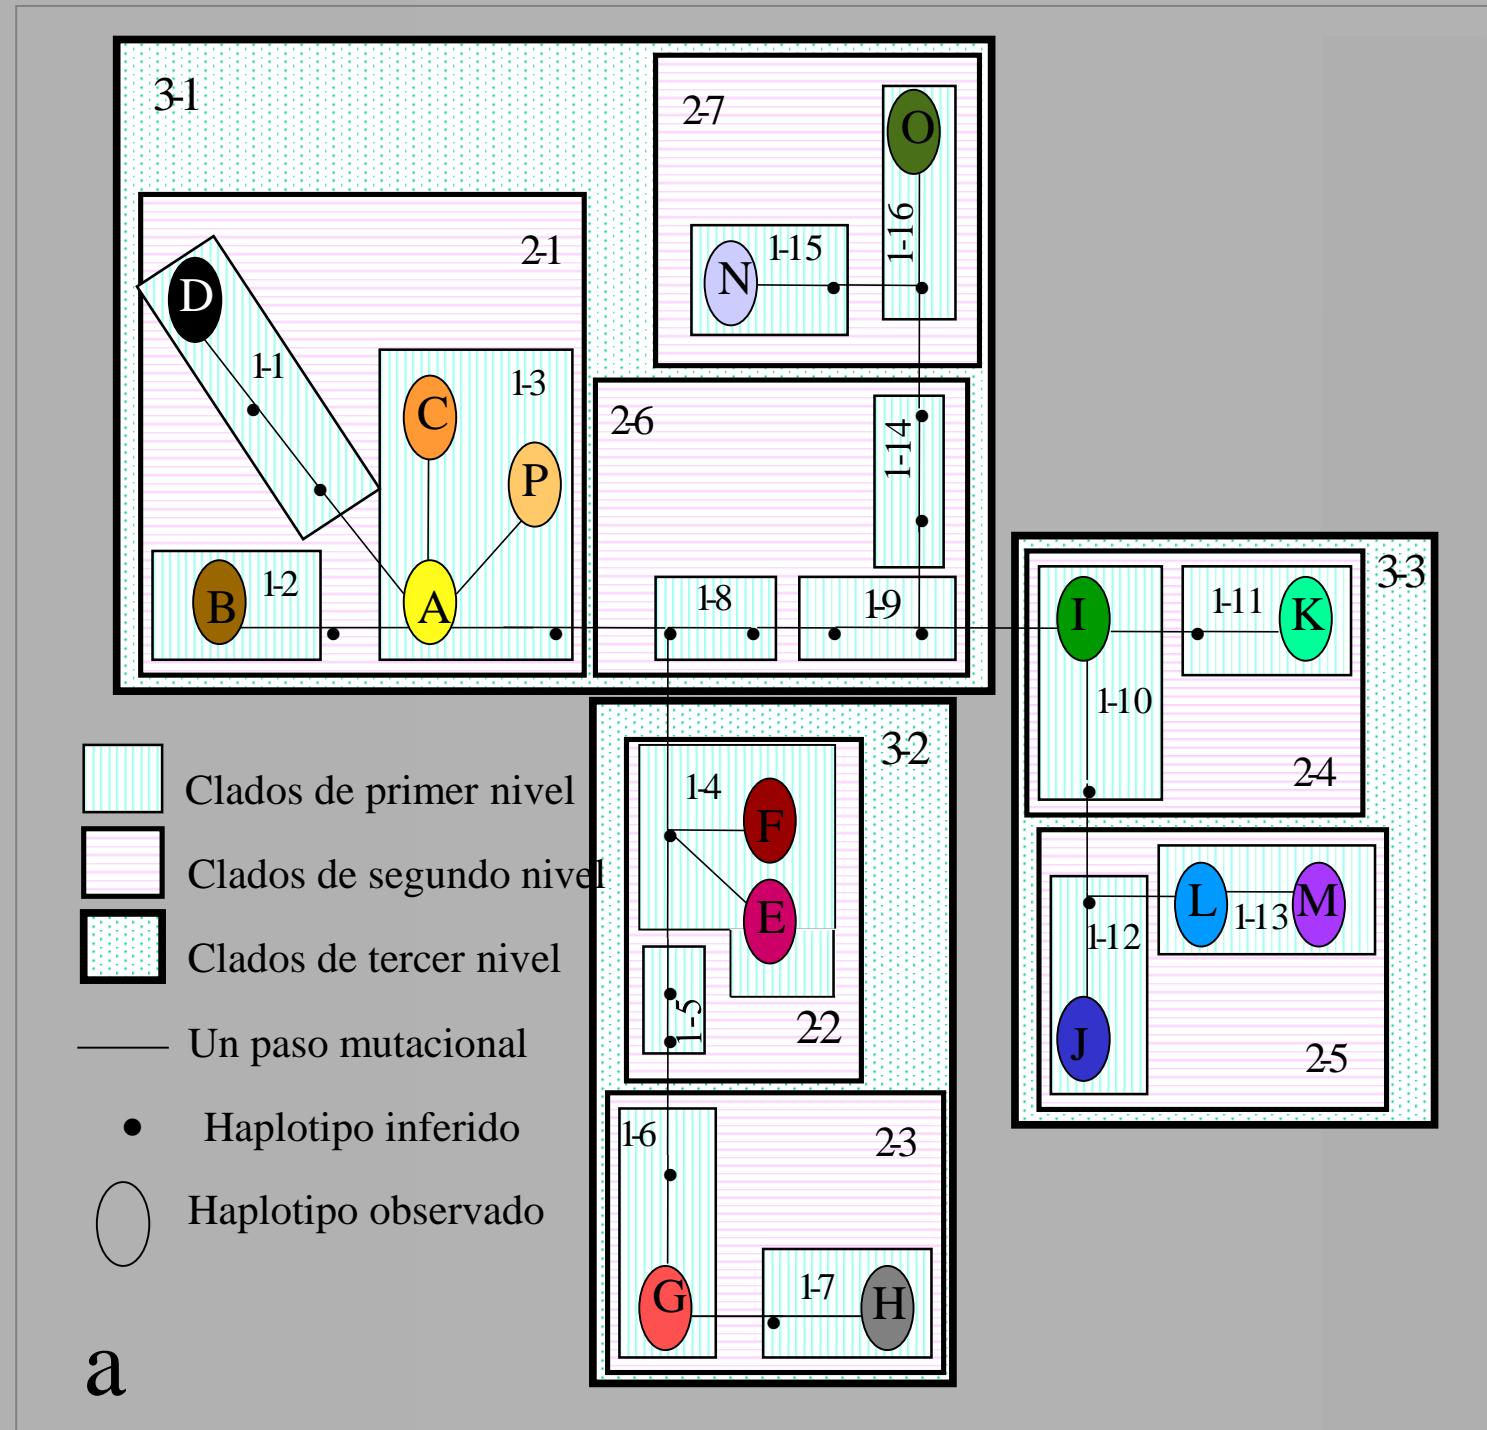 3-1
2-7
O
1-16
1-15
N
2-1
D
1-1
1-3
C
P
2-6
1-14
1-2
B
A
1-8
1-9
3-3
I
1-11
K
1-10
2-4
3-2
1-4
F
E
1-5
2-2
L
1-13
M
1-12
J
2-5
Clados de primer nivel
Clados de segundo nivel
Clados de tercer nivel
Un paso mutacional
Haplotipo inferido
Haplotipo observado
1-6
2-3
G
1-7
H
a